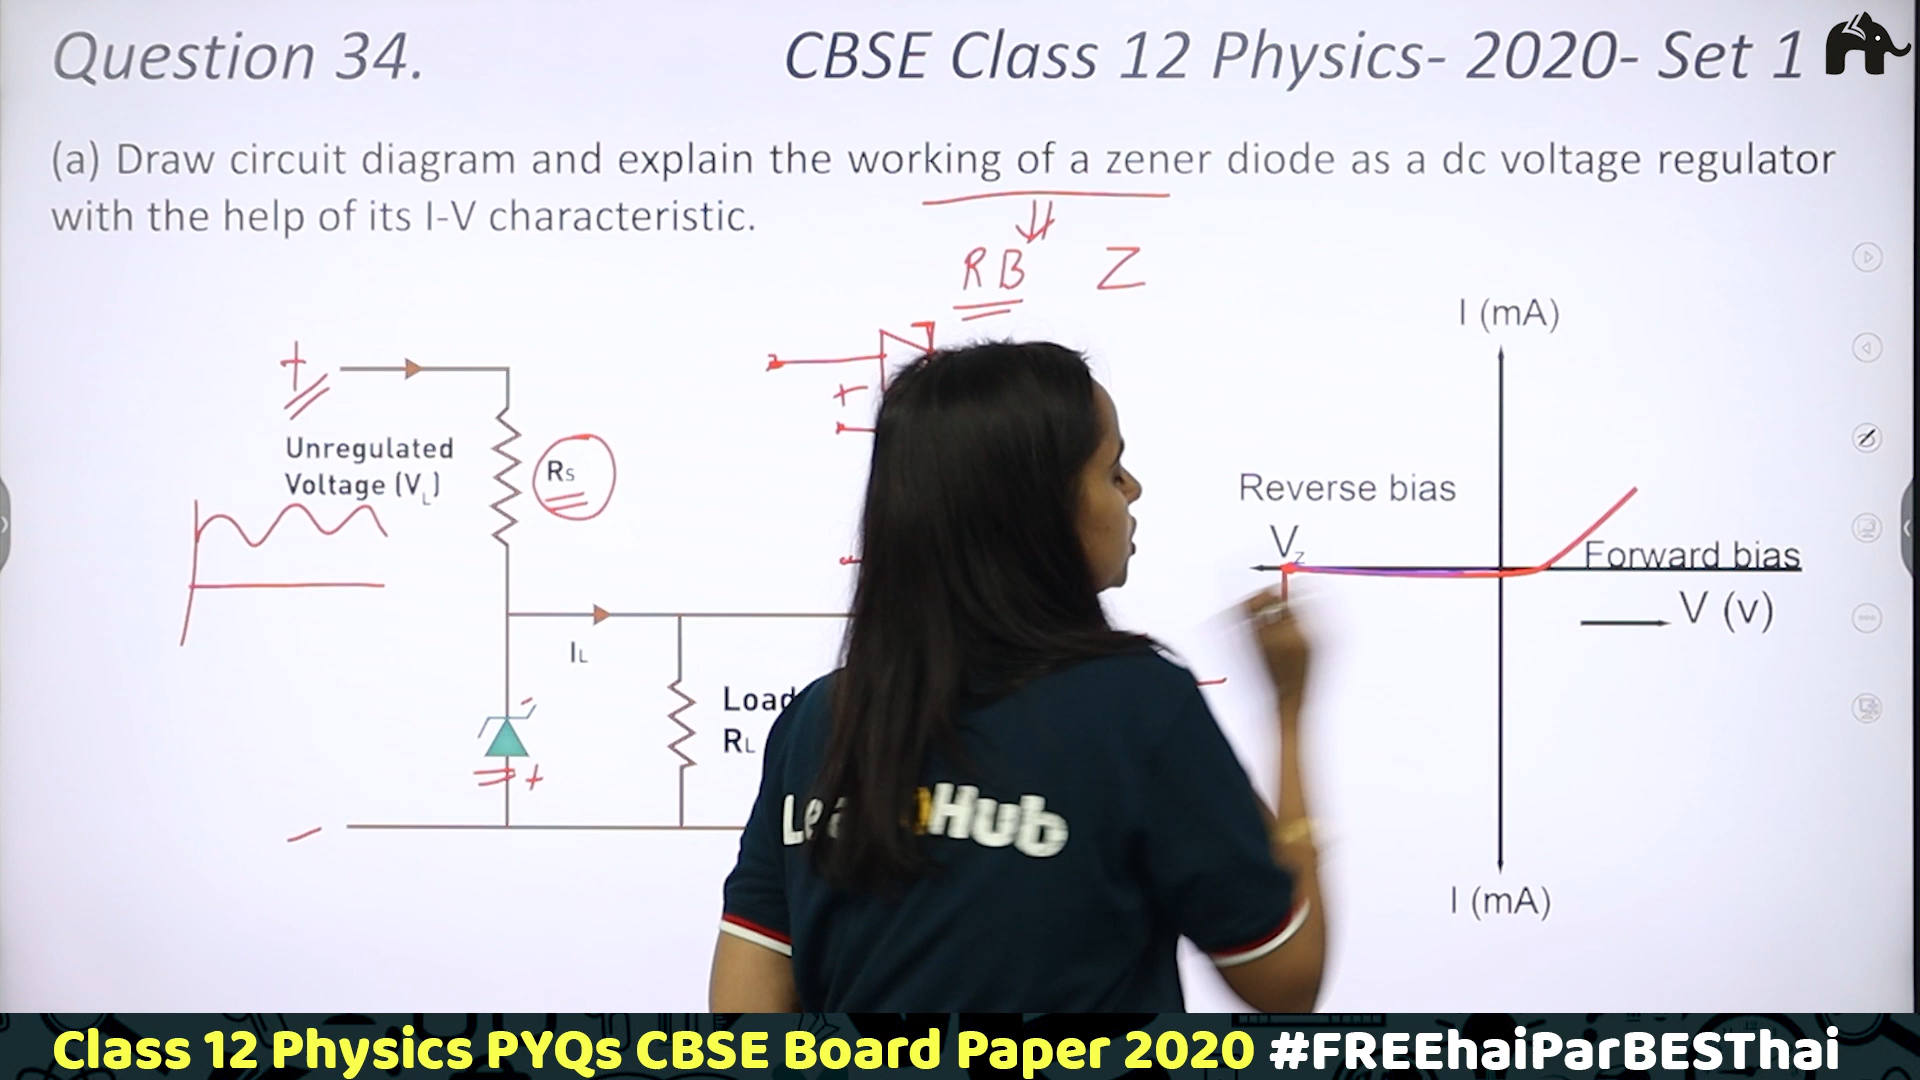 Question 34.
CBSE Class 12 Physics- 2020- Set 1
(a) Draw circuit diagram and explain the working of a zener diode as a dc voltage regulator
with the help of its I-V characteristic.
RB Z
I (mA)
+
+
Unregulated
Voltage (VL)
RS
Reverse bias
Vz
Forward bias
V (v)
IL
-
Load
RL
+
-
I (mA)
Hub
Class 12 Physics PYQs CBSE Board Paper 2020 #FREEhaiParBESThai